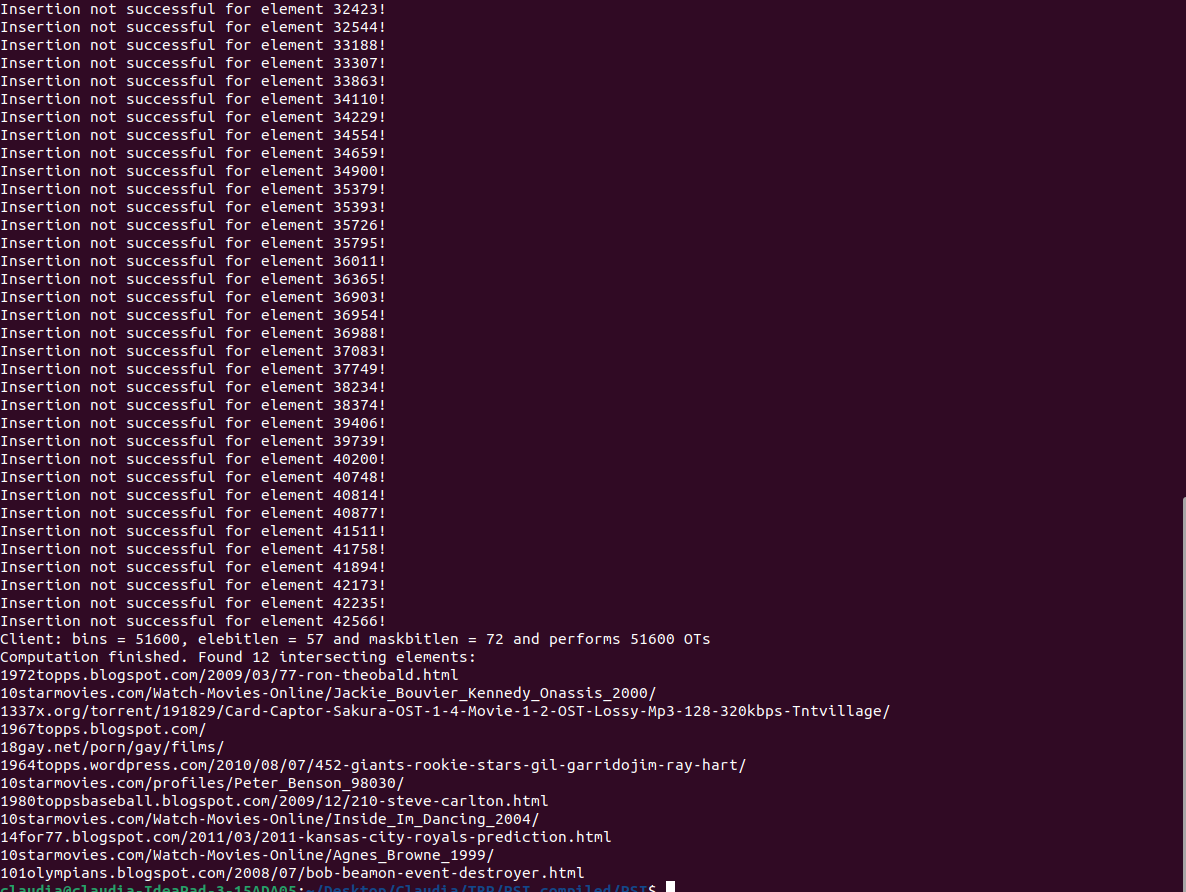 Insertion not successful for element 32423!
Insertion not successful for element 32544!
Insertion not successful for element 33188!
Insertion not successful for element 33307!
Insertion not successful for element 33863!
Insertion not successful for element 34110!
Insertion not successful for element 34229!
Insertion not successful for element 34554!
Insertion not successful for element 34659!
Insertion not successful for element 34900!
Insertion not successful for element 35379!
Insertion not successful for element 35393!
Insertion not successful for element 35726!
Insertion not successful for element 35795!
Insertion not successful for element 36011!
Insertion not successful for element 36365!
Insertion not successful for element 36903!
Insertion not successful for element 36954!
Insertion not successful for element 36988!
Insertion not successful for element 37083!
Insertion not successful for element 37749!
Insertion not successful for element 38234!
Insertion not successful for element 38374!
Insertion not successful for element 39406!
Insertion not successful for element 39739!
Insertion not successful for element 40200!
Insertion not successful for element 40748!
Insertion not successful for element 40814!
Insertion not successful for element 40877!
Insertion not successful for element 41511!
Insertion not successful for element 41758!
Insertion not successful for element 41894!
Insertion not successful for element 42173!
Insertion not successful for element 42235!
Insertion not successful for element 42566!
Client: bins = 51600, elebitlen = 57 and maskbitlen = 72 and performs 51600 OTs
Computation finished. Found 12 intersecting elements:
1972topps.blogspot.com/2009/03/77-ron-theobald.html
10starmovies.com/Watch-Movies-Online/Jackie_Bouvier_Kennedy_Onassis_2000/
1337x.org/torrent/191829/Card-Captor-Sakura-OST-1-4-Movie-1-2-OST-Lossy-Mp3-128-320kbps-Tntvillage/
1967topps.blogspot.com/
18gay.net/porn/gay/films/
1964topps.wordpress.com/2010/08/07/452-giants-rookie-stars-gil-garridojim-ray-hart/
10starmovies.com/profiles/Peter_Benson_98030/
1980toppsbaseball.blogspot.com/2009/12/210-steve-carlton.html
10starmovies.com/Watch-Movies-Online/Inside_Im_Dancing_2004/
14for77.blogspot.com/2011/03/2011-kansas-city-royals-prediction.html
10starmovies.com/Watch-Movies-Online/Agnes_Browne_1999/
101olympians.blogspot.com/2008/07/bob-beamon-event-destroyer.html